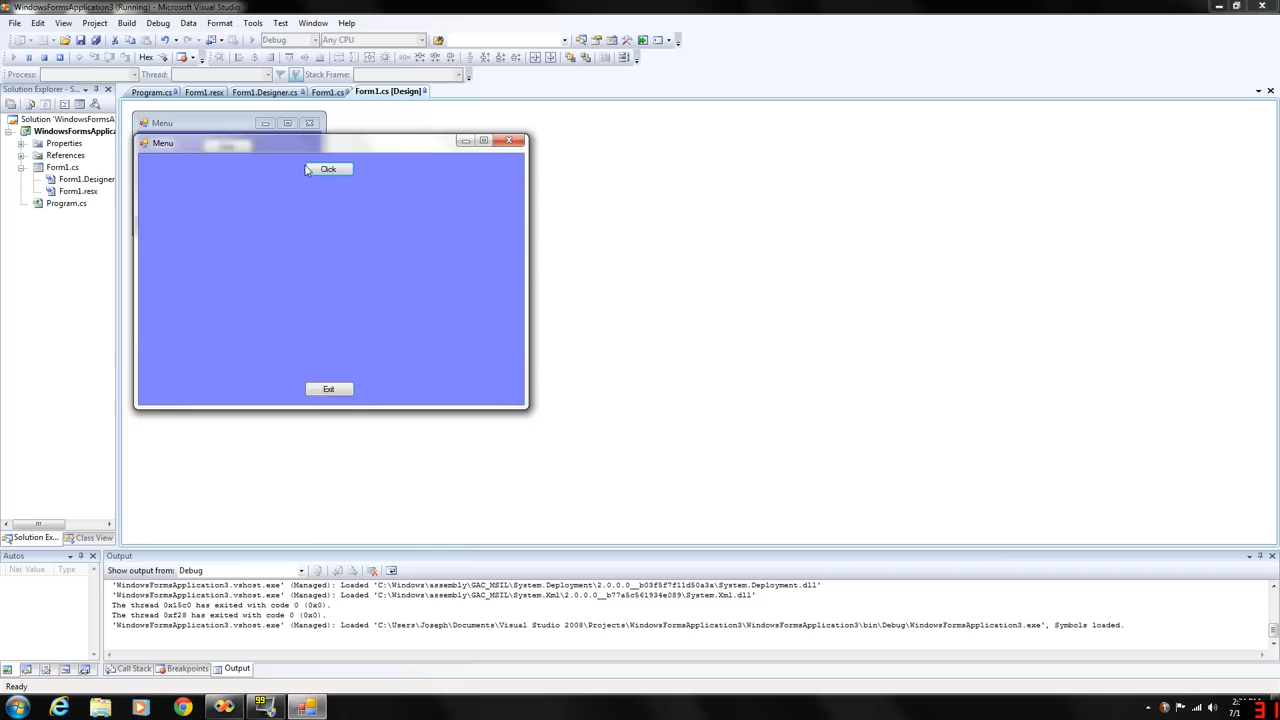 WindowsFormsApplication3 (Running) - Microsoft Visual Studio
File Edit View Project Build Debug Data Format Tools Test Window Help
Debug Any CPU
Hex
Process: Thread: Stack Frame:
Solution Explorer - S...
Program.cs Form1.resx Form1.Designer.cs Form1.cs Form1.cs [Design]
Solution 'WindowsFormsA
WindowsFormsApplica
Properties
References
Form1.cs
Form1.Designer
Form1.resx
Program.cs
Menu
Menu
Click
Exit
Solution Ex... Class View
Autos
Nar Value Type
Output
Show output from: Debug
'WindowsFormsApplication3.vshost.exe' (Managed): Loaded 'C:\Windows\assembly\GAC_MSIL\System.Deployment\2.0.0.0__b03f5f7f11d50a3a\System.Deployment.dll'
'WindowsFormsApplication3.vshost.exe' (Managed): Loaded 'C:\Windows\assembly\GAC_MSIL\System.Xml\2.0.0.0__b77a5c561934e089\System.Xml.dll'
The thread 0x15c0 has exited with code 0 (0x0).
The thread 0xf28 has exited with code 0 (0x0).
'WindowsFormsApplication3.vshost.exe' (Managed): Loaded 'C:\Users\Joseph\Documents\Visual Studio 2008\Projects\WindowsFormsApplication3\WindowsFormsApplication3\bin\Debug\WindowsFormsApplication3.exe', Symbols loaded.
Call Stack Breakpoints Output
Ready
99
31